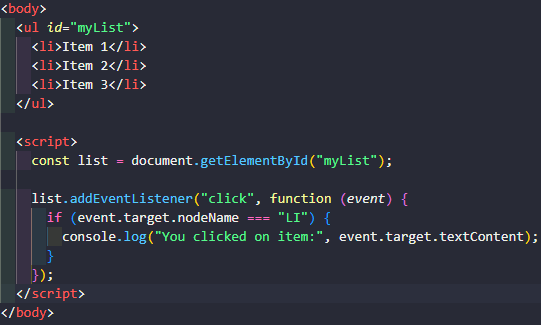 <body>
  <ul id="myList">
    <li>Item 1</li>
    <li>Item 2</li>
    <li>Item 3</li>
  </ul>

  <script>
    const list = document.getElementById("myList");

    list.addEventListener("click", function (event) {
      if (event.target.nodeName === "LI") {
        console.log("You clicked on item:", event.target.textContent);
      }
    });
  </script>
</body>